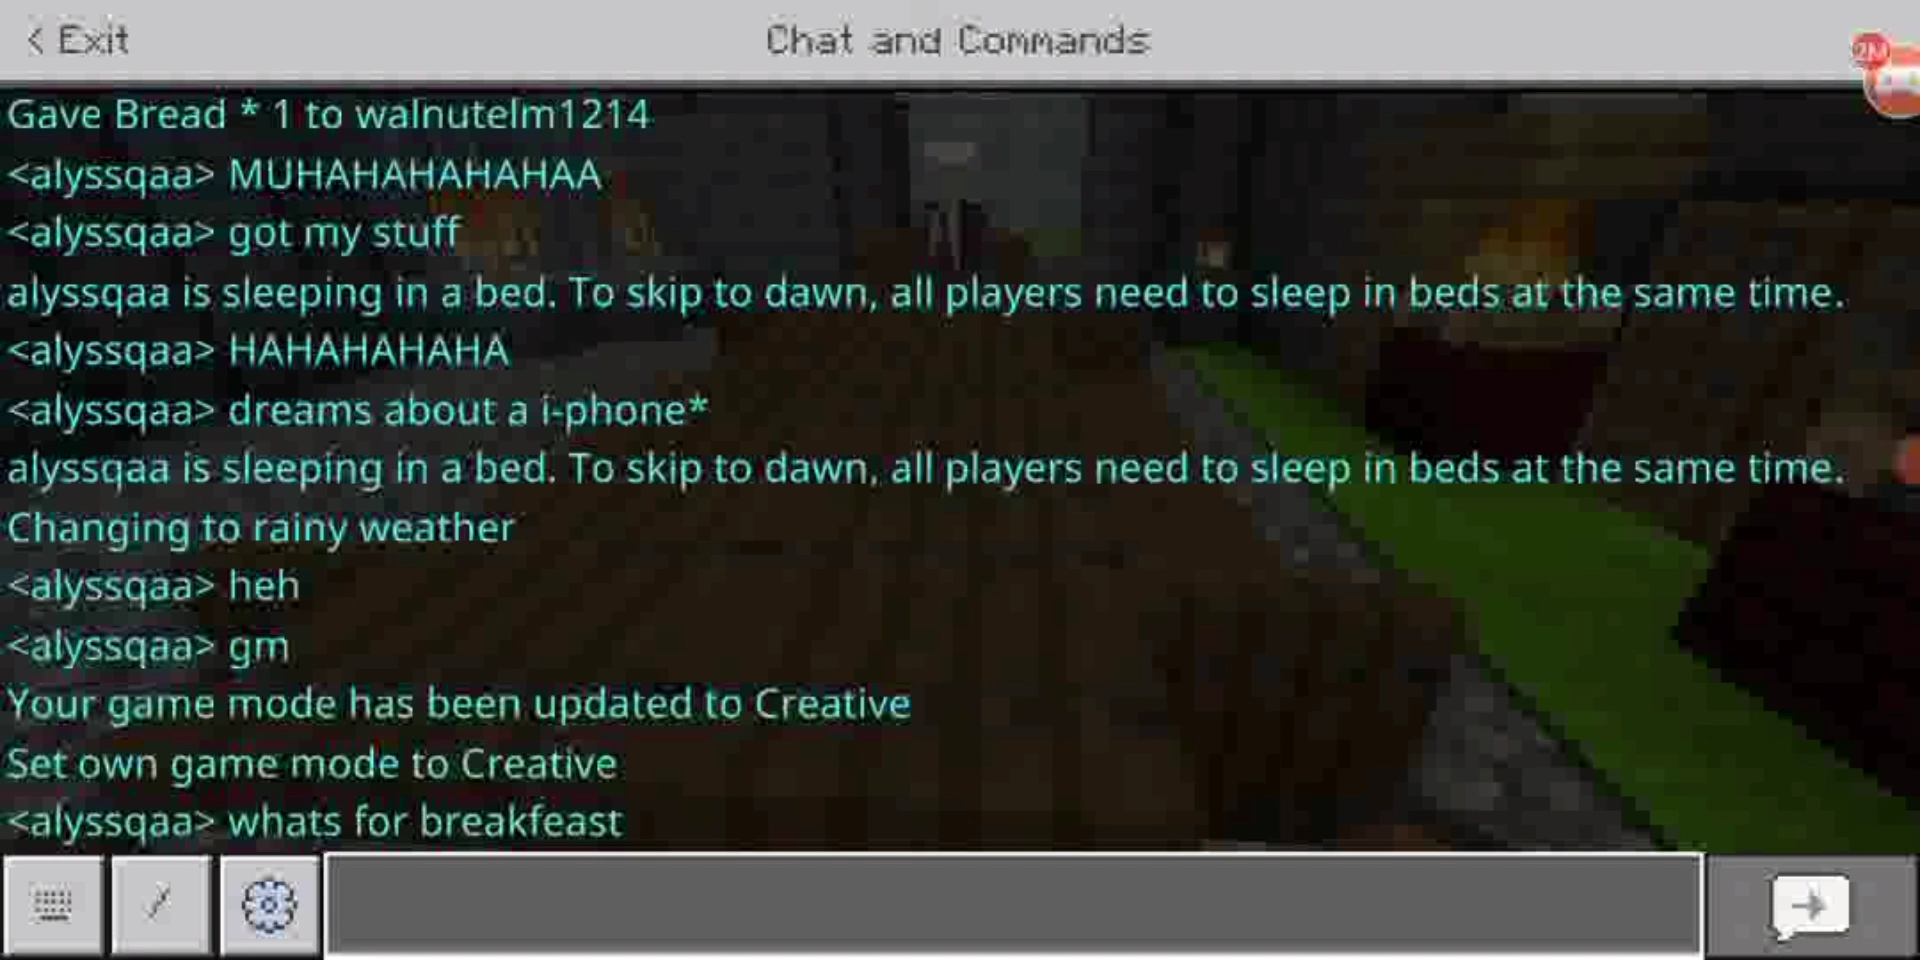 < Exit
Chat and Commands
2M
Gave Bread * 1 to walnutelm1214
<alyssqaa> MUHAHAHAHAHAA
<alyssqaa> got my stuff
alyssqaa is sleeping in a bed. To skip to dawn, all players need to sleep in beds at the same time.
<alyssqaa> HAHAHAHAHA
<alyssqaa> dreams about a i-phone*
alyssqaa is sleeping in a bed. To skip to dawn, all players need to sleep in beds at the same time.
Changing to rainy weather
<alyssqaa> heh
<alyssqaa> gm
Your game mode has been updated to Creative
Set own game mode to Creative
<alyssqaa> whats for breakfeast